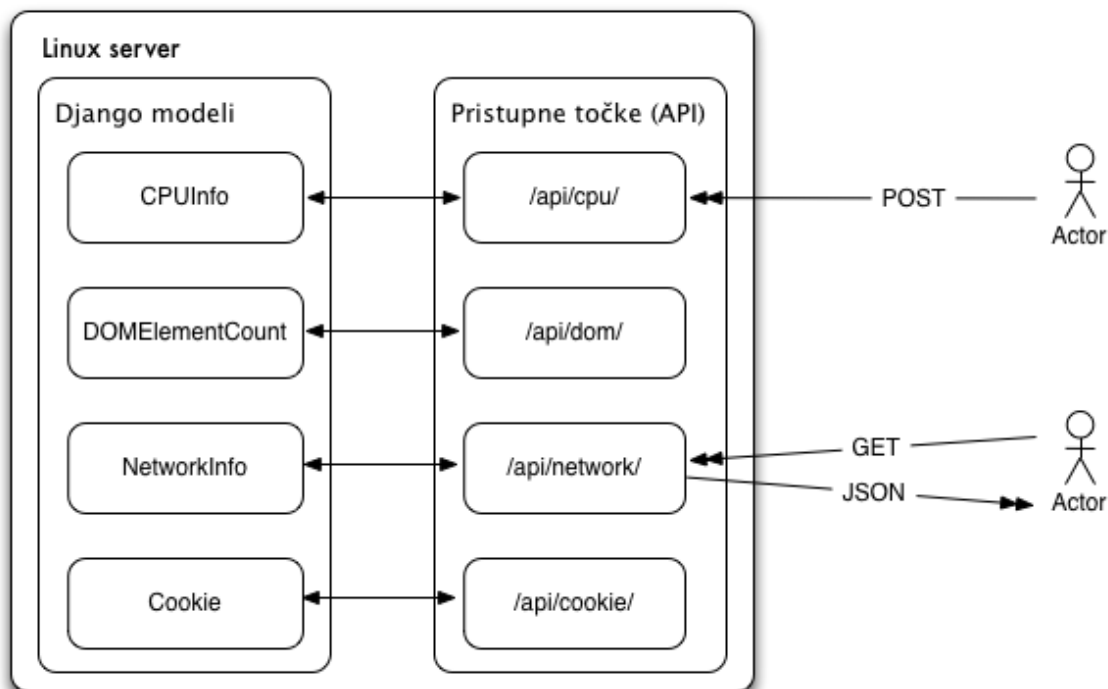 Linux server
Django modeli
Pristupne točke (API)
CPUInfo
/api/cpu/
POST
Actor
DOMElementCount
/api/dom/
NetworkInfo
/api/network/
GET
JSON
Actor
Cookie
/api/cookie/